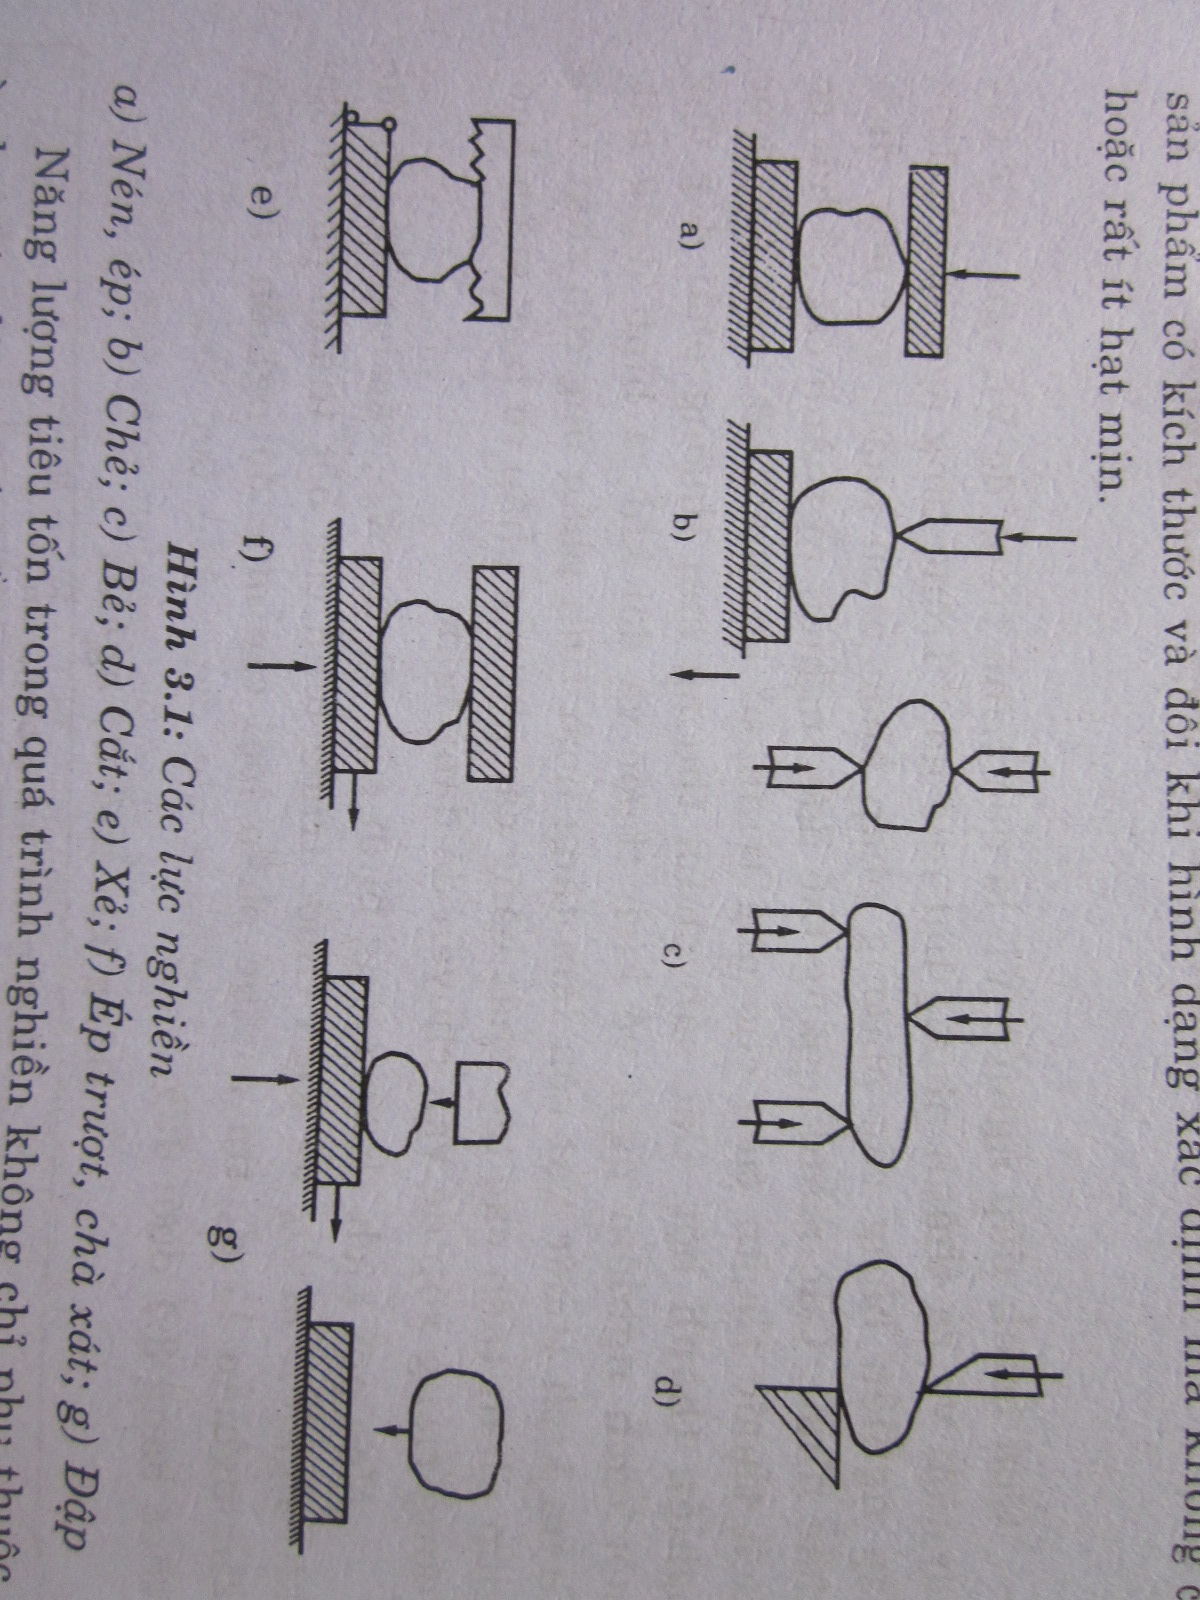 sản phẩm có kích thước và đôi khi hình dạng xác định mà không
hoặc rất ít hạt mịn.
a) b) c) d)
e) f) g)
Hình 3.1: Các lực nghiền
a) Nén, ép; b) Chẻ; c) Bẻ; d) Cắt; e) Xẻ; f) Ép trượt, chà xát; g) Đập
Năng lượng tiêu tốn trong quá trình nghiền không chỉ phụ thuộc